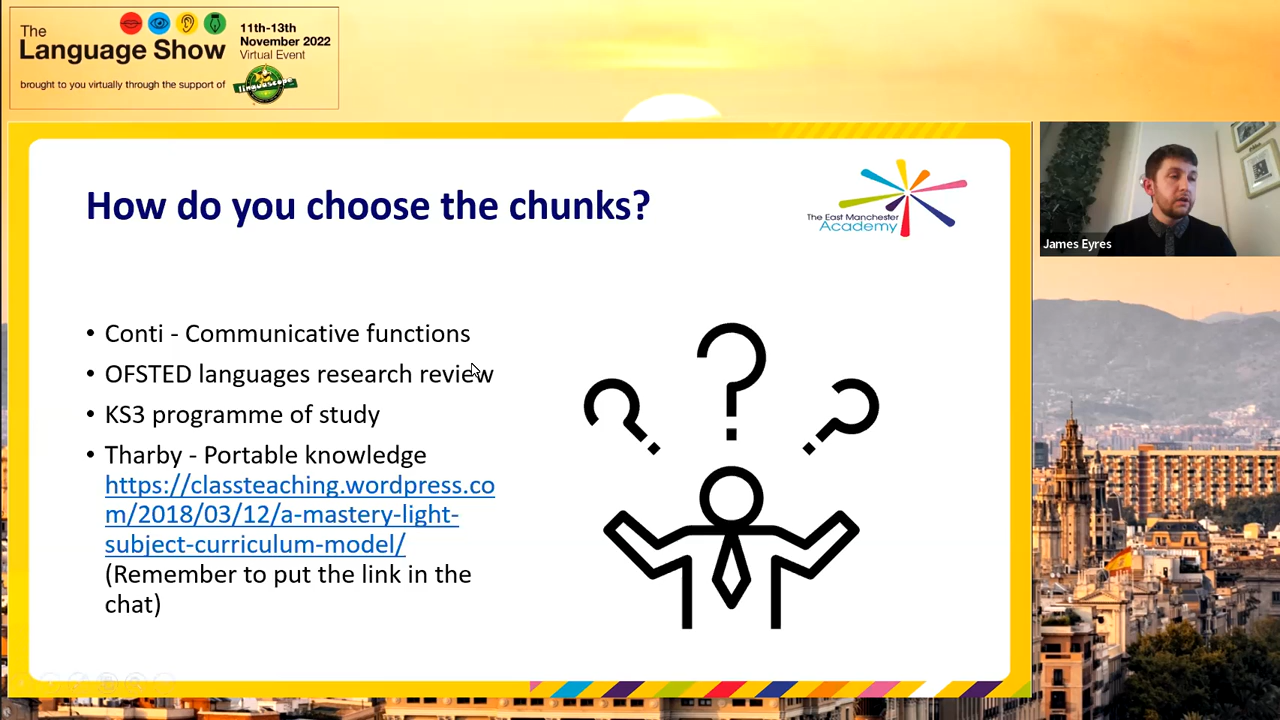 The
Language Show
11th-13th
November 2022
Virtual Event
brought to you virtually through the support of
linguascope
How do you choose the chunks?
The East Manchester
Academy
• Conti - Communicative functions
• OFSTED languages research review
• KS3 programme of study
• Tharby - Portable knowledge
https://classteaching.wordpress.co
m/2018/03/12/a-mastery-light-
subject-curriculum-model/
(Remember to put the link in the
chat)
James Eyres